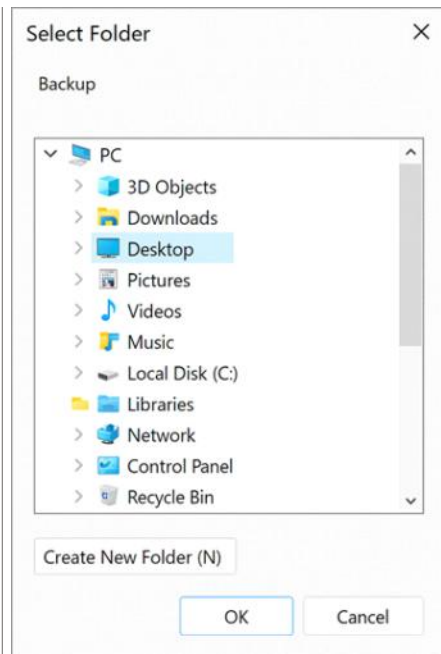 Select Folder
Backup
PC
3D Objects
Downloads
Desktop
Pictures
Videos
Music
Local Disk (C:)
Libraries
Network
Control Panel
Recycle Bin
Create New Folder (N)
OK
Cancel